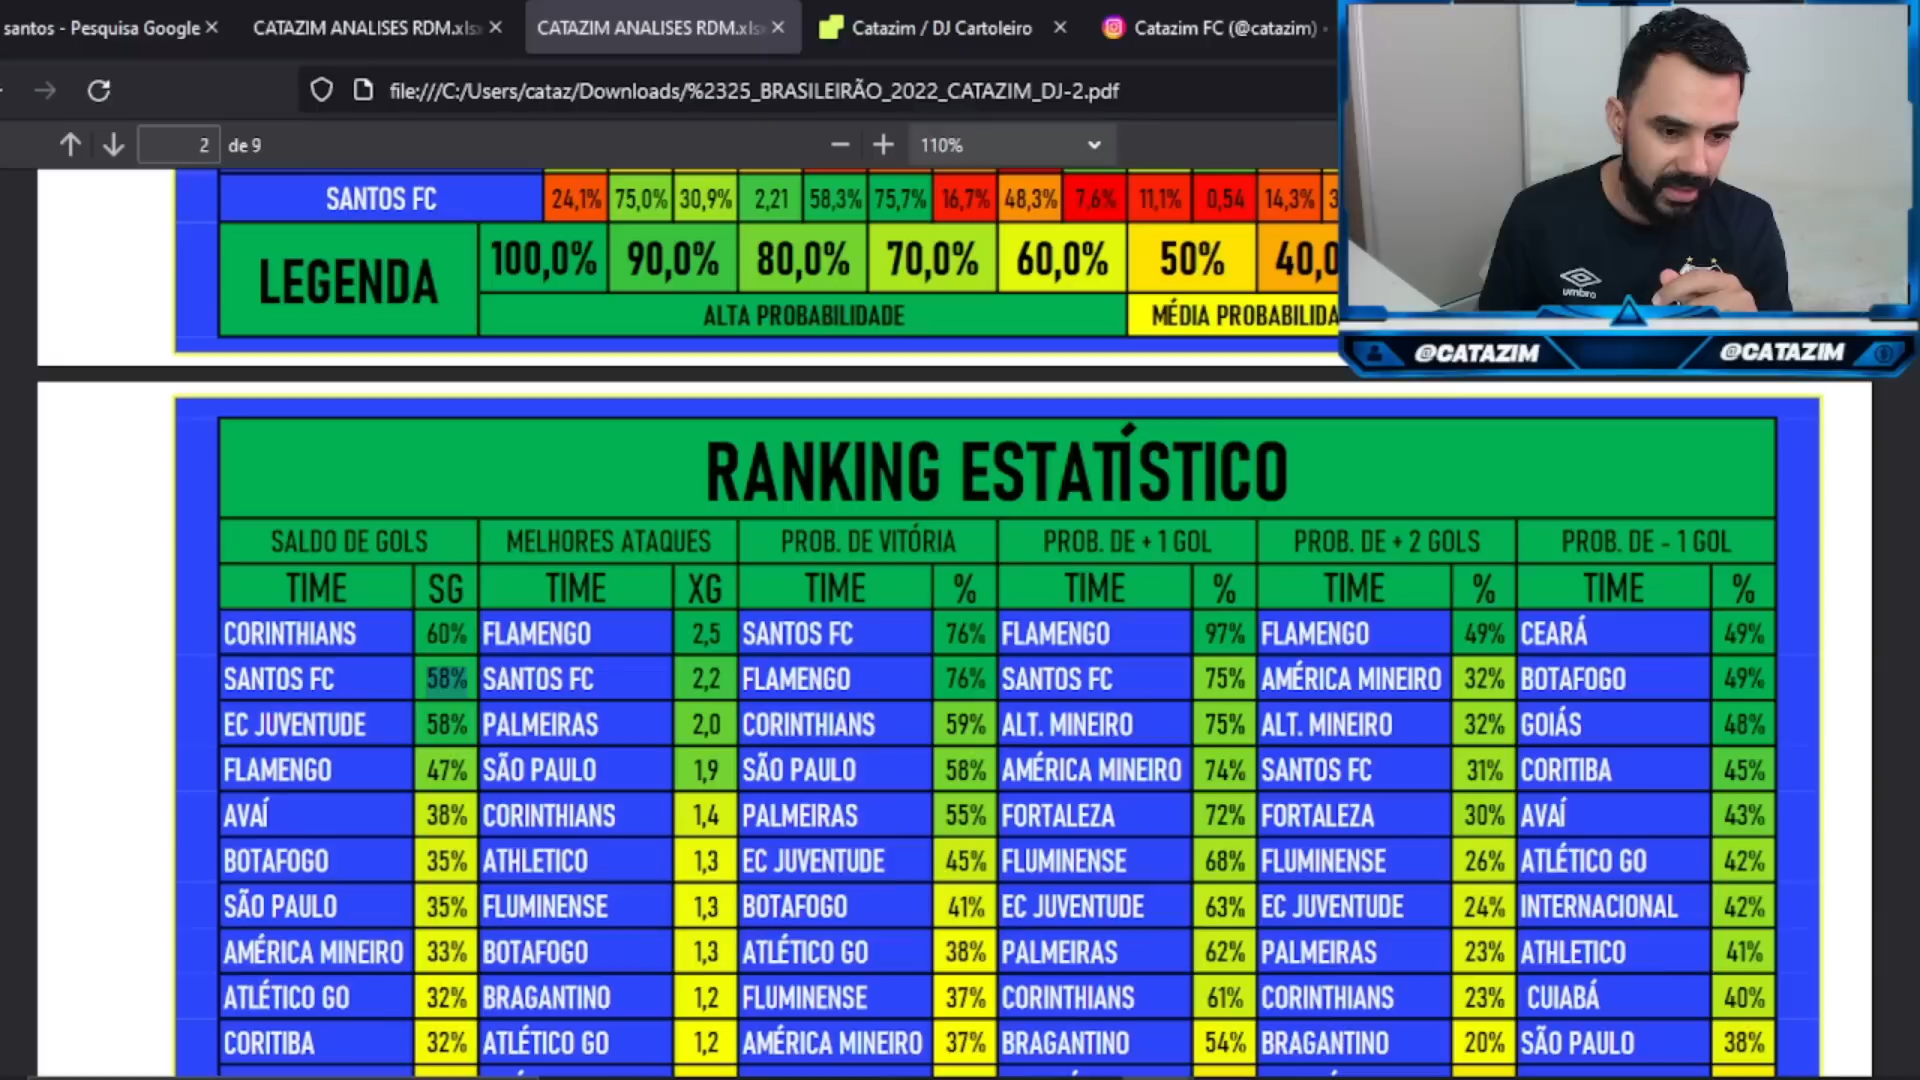 santos - Pesquisa Google
CATAZIM ANALISES RDM.xls
CATAZIM ANALISES RDM.xls
Catazim / DJ Cartoleiro
Catazim FC (@catazim)
file:///C:/Users/cataz/Downloads/%2325_BRASILEIRÃO_2022_CATAZIM_DJ-2.pdf
2 de 9
110%
umbro
@CATAZIM @CATAZIM
SANTOS FC 24,1% 75,0% 30,9% 2,21 58,3% 75,7% 16,7% 48,3% 7,6% 11,1% 0,54 14,3% 3
LEGENDA 100,0% 90,0% 80,0% 70,0% 60,0% 50% 40,0
ALTA PROBABILIDADE MÉDIA PROBABILIDA
RANKING ESTATÍSTICO
SALDO DE GOLS MELHORES ATAQUES PROB. DE VITÓRIA PROB. DE + 1 GOL PROB. DE + 2 GOLS PROB. DE - 1 GOL
TIME SG TIME XG TIME % TIME % TIME % TIME %
CORINTHIANS 60% FLAMENGO 2,5 SANTOS FC 76% FLAMENGO 97% FLAMENGO 49% CEARÁ 49%
SANTOS FC 58% SANTOS FC 2,2 FLAMENGO 76% SANTOS FC 75% AMÉRICA MINEIRO 32% BOTAFOGO 49%
EC JUVENTUDE 58% PALMEIRAS 2,0 CORINTHIANS 59% ALT. MINEIRO 75% ALT. MINEIRO 32% GOIÁS 48%
FLAMENGO 47% SÃO PAULO 1,9 SÃO PAULO 58% AMÉRICA MINEIRO 74% SANTOS FC 31% CORITIBA 45%
AVAÍ 38% CORINTHIANS 1,4 PALMEIRAS 55% FORTALEZA 72% FORTALEZA 30% AVAÍ 43%
BOTAFOGO 35% ATHLETICO 1,3 EC JUVENTUDE 45% FLUMINENSE 68% FLUMINENSE 26% ATLÉTICO GO 42%
SÃO PAULO 35% FLUMINENSE 1,3 BOTAFOGO 41% EC JUVENTUDE 63% EC JUVENTUDE 24% INTERNACIONAL 42%
AMÉRICA MINEIRO 33% BOTAFOGO 1,3 ATLÉTICO GO 38% PALMEIRAS 62% PALMEIRAS 23% ATHLETICO 41%
ATLÉTICO GO 32% BRAGANTINO 1,2 FLUMINENSE 37% CORINTHIANS 61% CORINTHIANS 23% CUIABÁ 40%
CORITIBA 32% ATLÉTICO GO 1,2 AMÉRICA MINEIRO 37% BRAGANTINO 54% BRAGANTINO 20% SÃO PAULO 38%